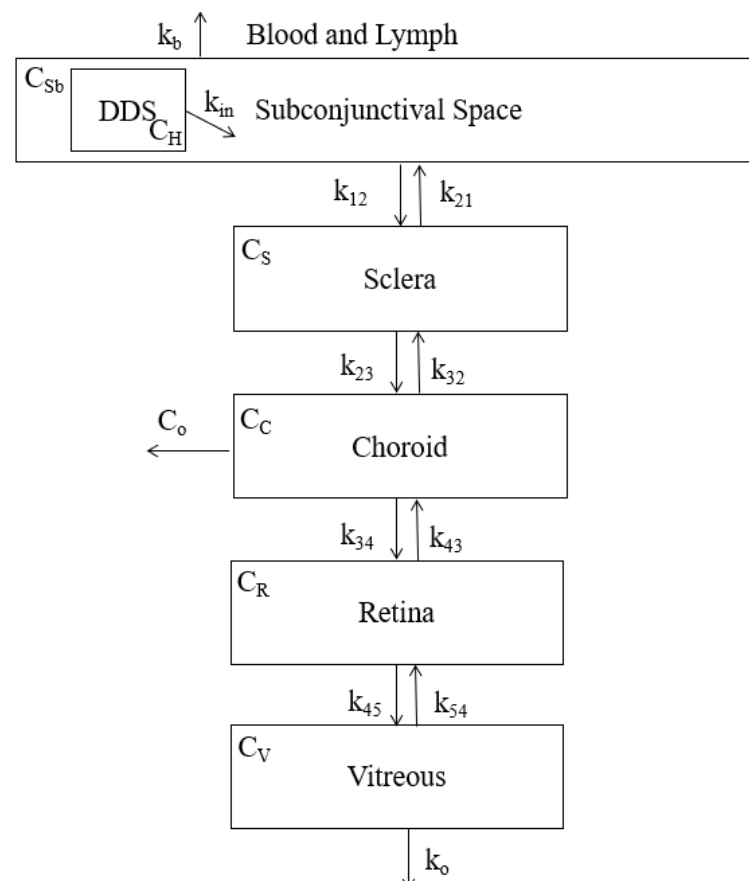 k_b Blood and Lymph
C_Sb
DDS
C_H
k_in
Subconjunctival Space
k_12 k_21
C_S
Sclera
k_23 k_32
C_o
C_C
Choroid
k_34 k_43
C_R
Retina
k_45 k_54
C_V
Vitreous
k_o